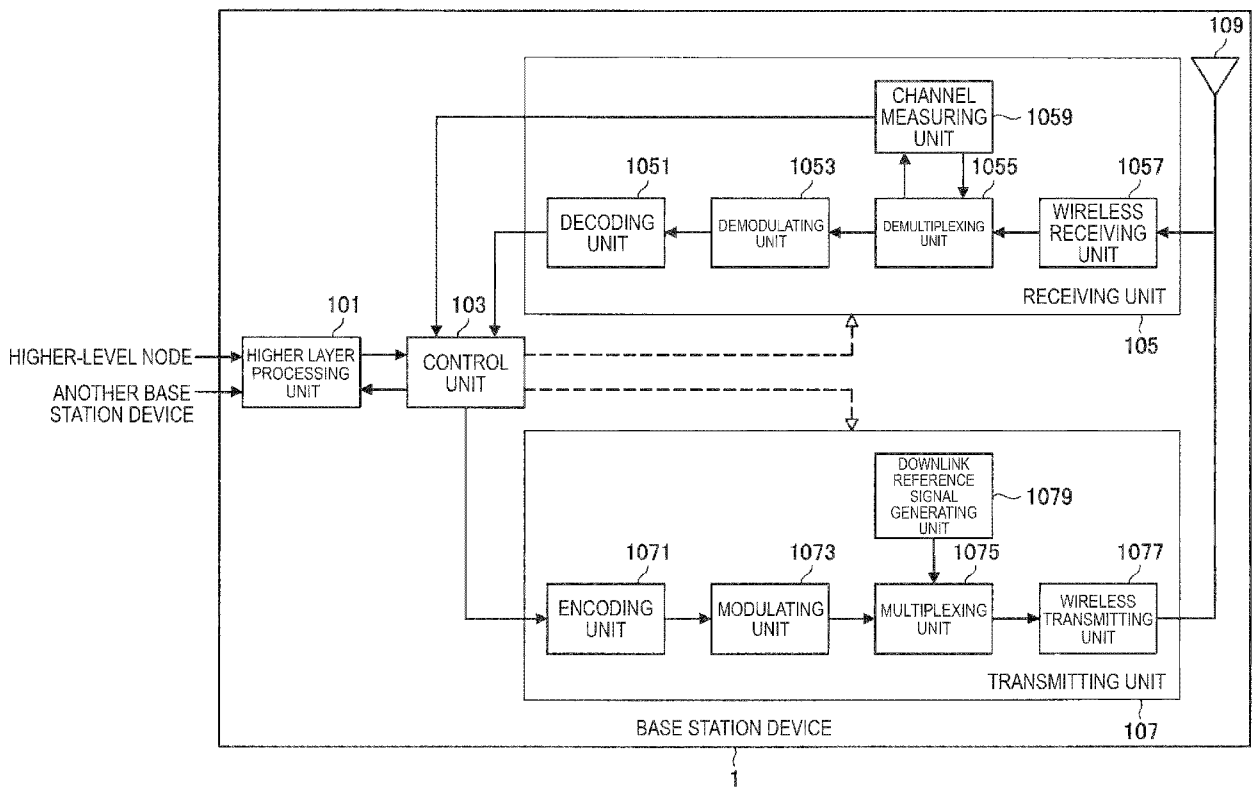 109
CHANNEL
MEASURING
UNIT
1059
1051
1053
1055
1057
DECODING
UNIT
DEMODULATING
UNIT
DEMULTIPLEXING
UNIT
WIRELESS
RECEIVING
UNIT
RECEIVING UNIT
105
101
103
HIGHER-LEVEL NODE
ANOTHER BASE
STATION DEVICE
HIGHER LAYER
PROCESSING
UNIT
CONTROL
UNIT
DOWNLINK
REFERENCE
SIGNAL
GENERATING
UNIT
1079
1071
1073
1075
1077
ENCODING
UNIT
MODULATING
UNIT
MULTIPLEXING
UNIT
WIRELESS
TRANSMITTING
UNIT
TRANSMITTING UNIT
107
BASE STATION DEVICE
1